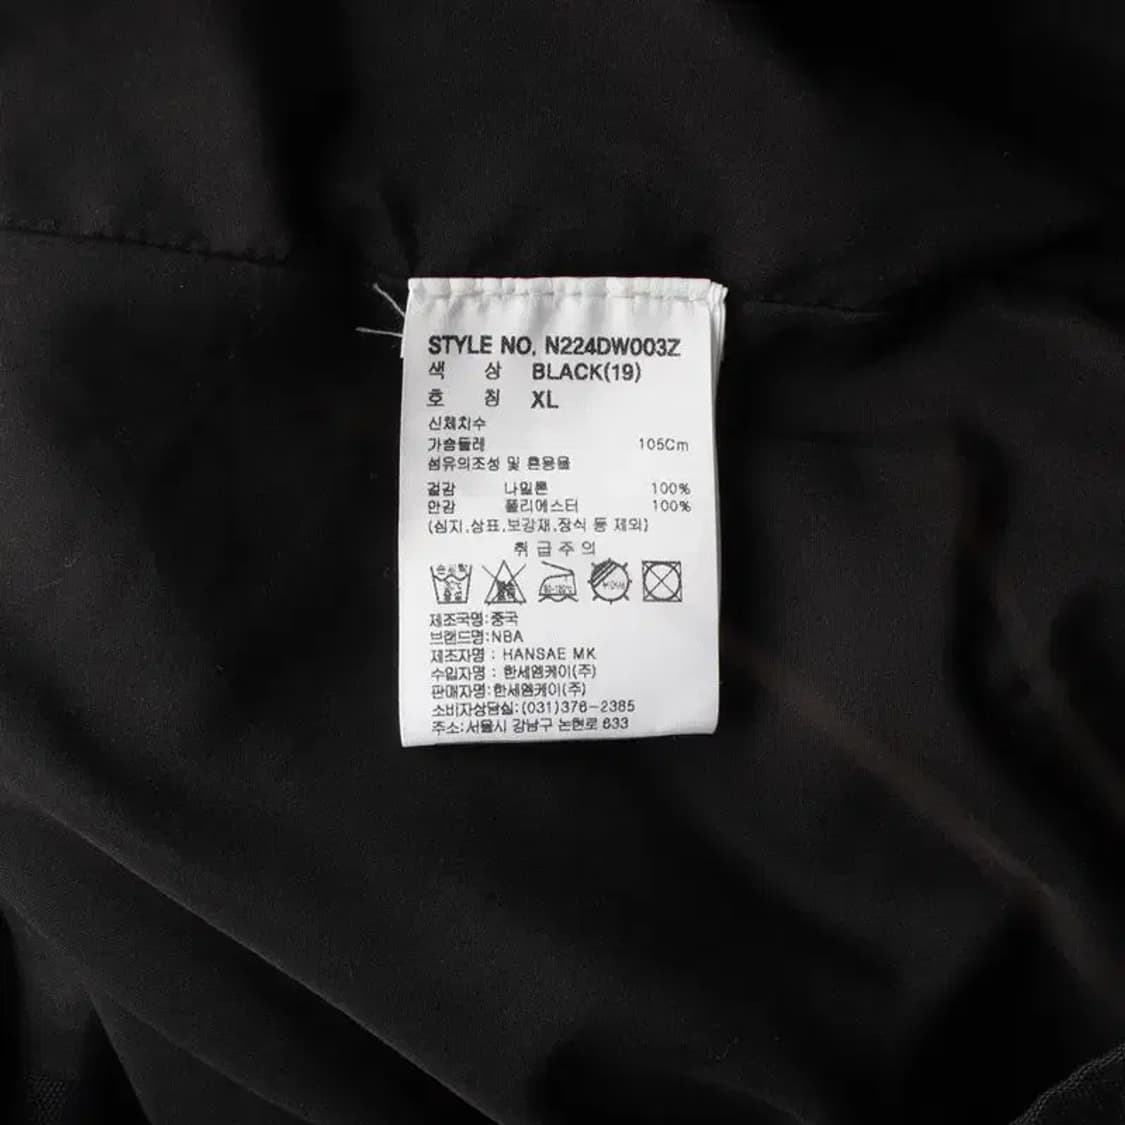 STYLE NO. N224DW003Z
색 상 BLACK(19)
호 칭 XL
신체치수
가슴둘레 105Cm
섬유의조성 및 혼용율
겉감 나일론 100%
안감 폴리에스터 100%
(심지,상표,보강재,장식 등 제외)
취급주의
손세탁
제조국명:중국
브랜드명:NBA
제조자명 : HANSAE MK
수입자명 : 한세엠케이(주)
판매자명:한세엠케이(주)
소비자상담실:(031)376-2385
주소:서울시 강남구 논현로 633